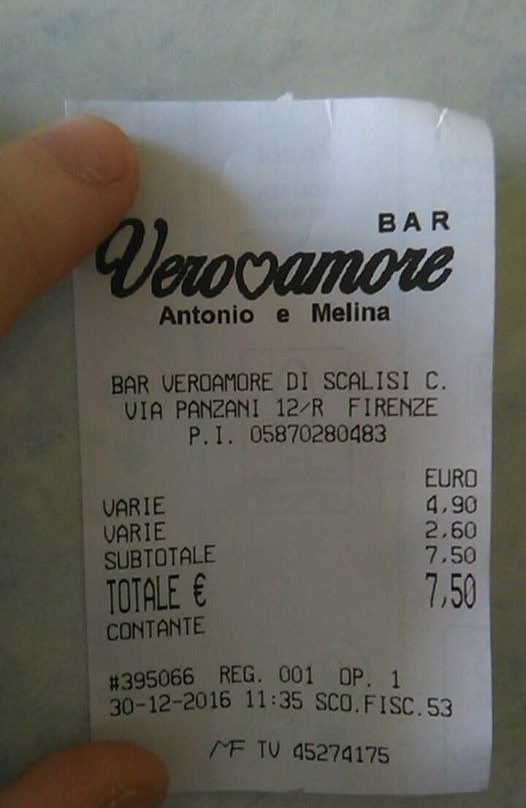 BAR
Vero♡amore
Antonio e Melina
BAR VEROAMORE DI SCALISI C.
VIA PANZANI 12/R FIRENZE
P.I. 05870280483
EURO
VARIE 4,90
VARIE 2,60
SUBTOTALE 7,50
TOTALE € 7,50
CONTANTE
#395066 REG. 001 OP. 1
30-12-2016 11:35 SCO.FISC.53
MF TV 45274175